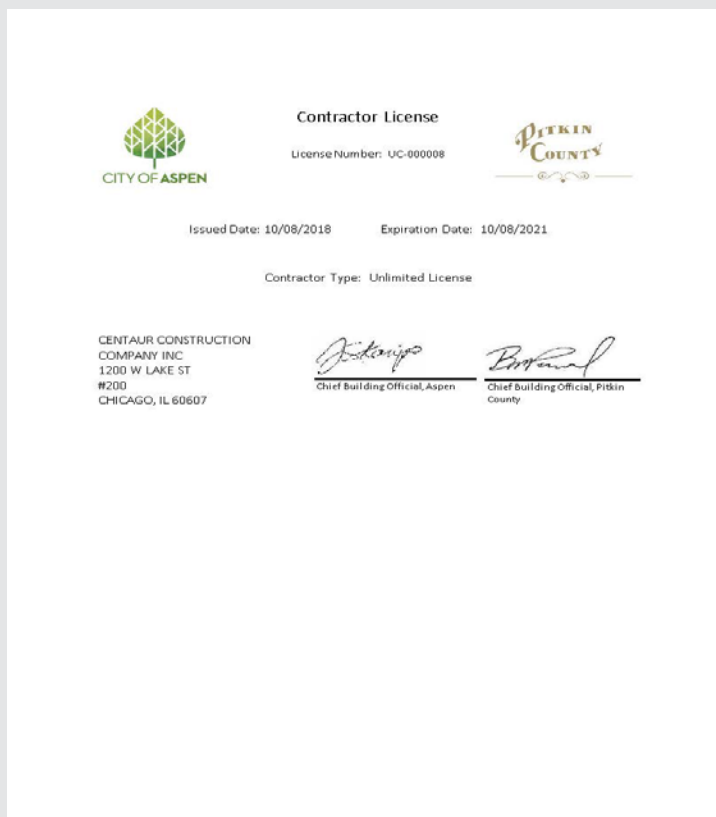 Contractor License
License Number: UC-000008
CITY OF ASPEN
PITKIN
COUNTY
Issued Date: 10/08/2018 Expiration Date: 10/08/2021
Contractor Type: Unlimited License
CENTAUR CONSTRUCTION
COMPANY INC
1200 W LAKE ST
#200
CHICAGO, IL 60607
Chief Building Official, Aspen
Chief Building Official, Pitkin
County